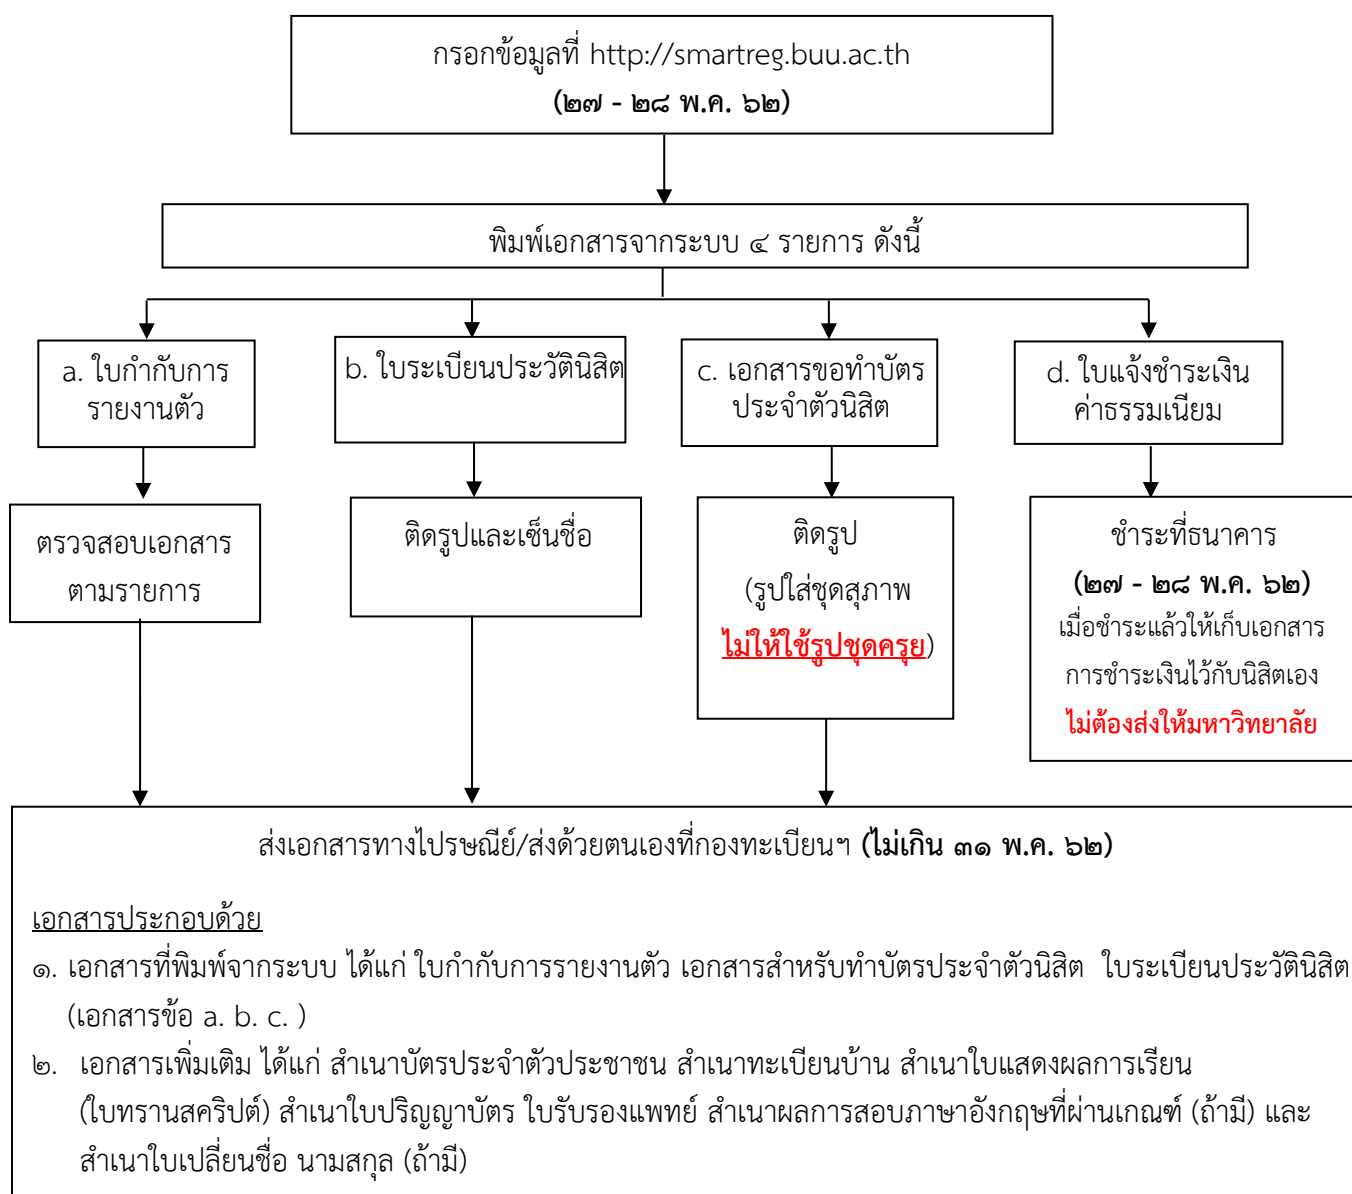 กรอกข้อมูลที่ http://smartreg.buu.ac.th
(๒๗ - ๒๘ พ.ค. ๖๒)
พิมพ์เอกสารจากระบบ ๔ รายการ ดังนี้
a. ใบกำกับการ
รายงานตัว
b. ใบระเบียนประวัตินิสิต
c. เอกสารขอทำบัตร
ประจำตัวนิสิต
d. ใบแจ้งชำระเงิน
ค่าธรรมเนียม
ตรวจสอบเอกสาร
ตามรายการ
ติดรูปและเซ็นชื่อ
ติดรูป
(รูปใส่ชุดสุภาพ
ไม่ให้ใช้รูปชุดครุย)
ชำระที่ธนาคาร
(๒๗ - ๒๘ พ.ค. ๖๒)
เมื่อชำระแล้วให้เก็บเอกสาร
การชำระเงินไว้กับนิสิตเอง
ไม่ต้องส่งให้มหาวิทยาลัย
ส่งเอกสารทางไปรษณีย์/ส่งด้วยตนเองที่กองทะเบียนฯ (ไม่เกิน ๓๑ พ.ค. ๖๒)
เอกสารประกอบด้วย
๑. เอกสารที่พิมพ์จากระบบ ได้แก่ ใบกำกับการรายงานตัว เอกสารสำหรับทำบัตรประจำตัวนิสิต ใบระเบียนประวัตินิสิต
(เอกสารข้อ a. b. c. )
๒. เอกสารเพิ่มเติม ได้แก่ สำเนาบัตรประจำตัวประชาชน สำเนาทะเบียนบ้าน สำเนาใบแสดงผลการเรียน
(ใบทรานสคริปต์) สำเนาใบปริญญาบัตร ใบรับรองแพทย์ สำเนาผลการสอบภาษาอังกฤษที่ผ่านเกณฑ์ (ถ้ามี) และ
สำเนาใบเปลี่ยนชื่อ นามสกุล (ถ้ามี)